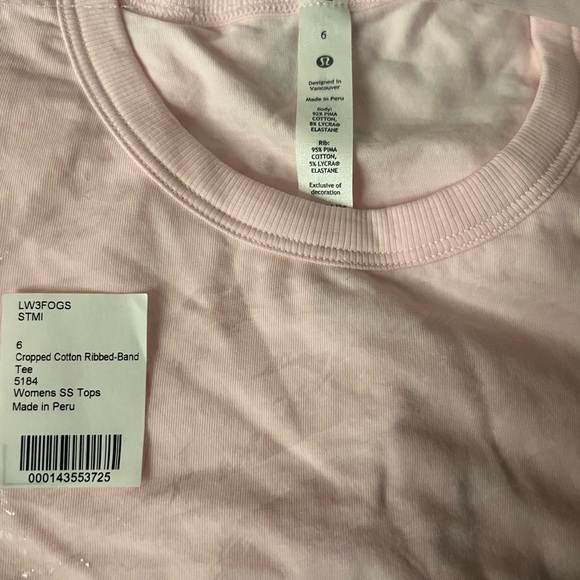 6
Designed in
Vancouver
Made in Peru
Body:
92% PIMA
COTTON,
8% LYCRA®
ELASTANE
Rib:
95% PIMA
COTTON,
5% LYCRA®
ELASTANE
Exclusive of
decoration
LW3FOGS
STMI
6
Cropped Cotton Ribbed-Band
Tee
5184
Womens SS Tops
Made in Peru
000143553725